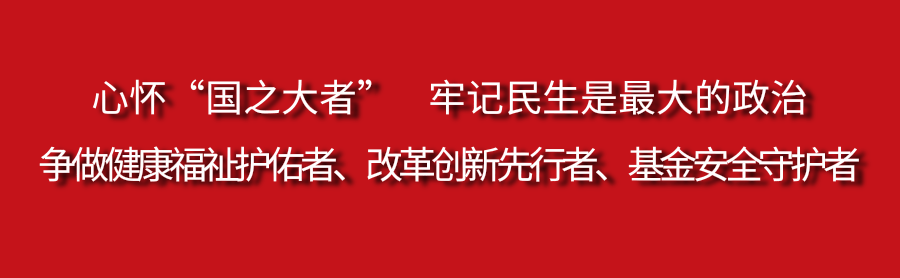 心怀“国之大者” 牢记民生是最大的政治
争做健康福祉护佑者、改革创新先行者、基金安全守护者